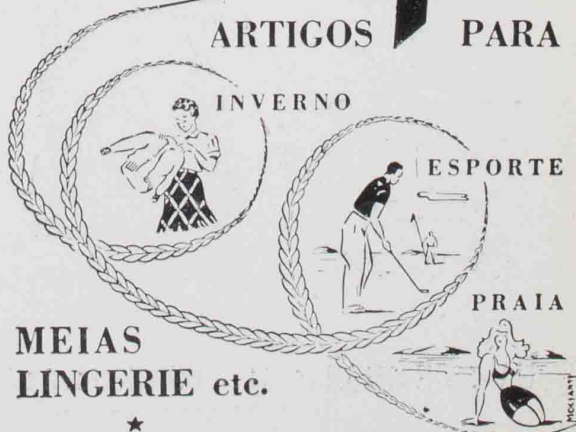 ARTIGOS PARA
INVERNO
ESPORTE
PRAIA
MEIAS
LINGERIE etc.